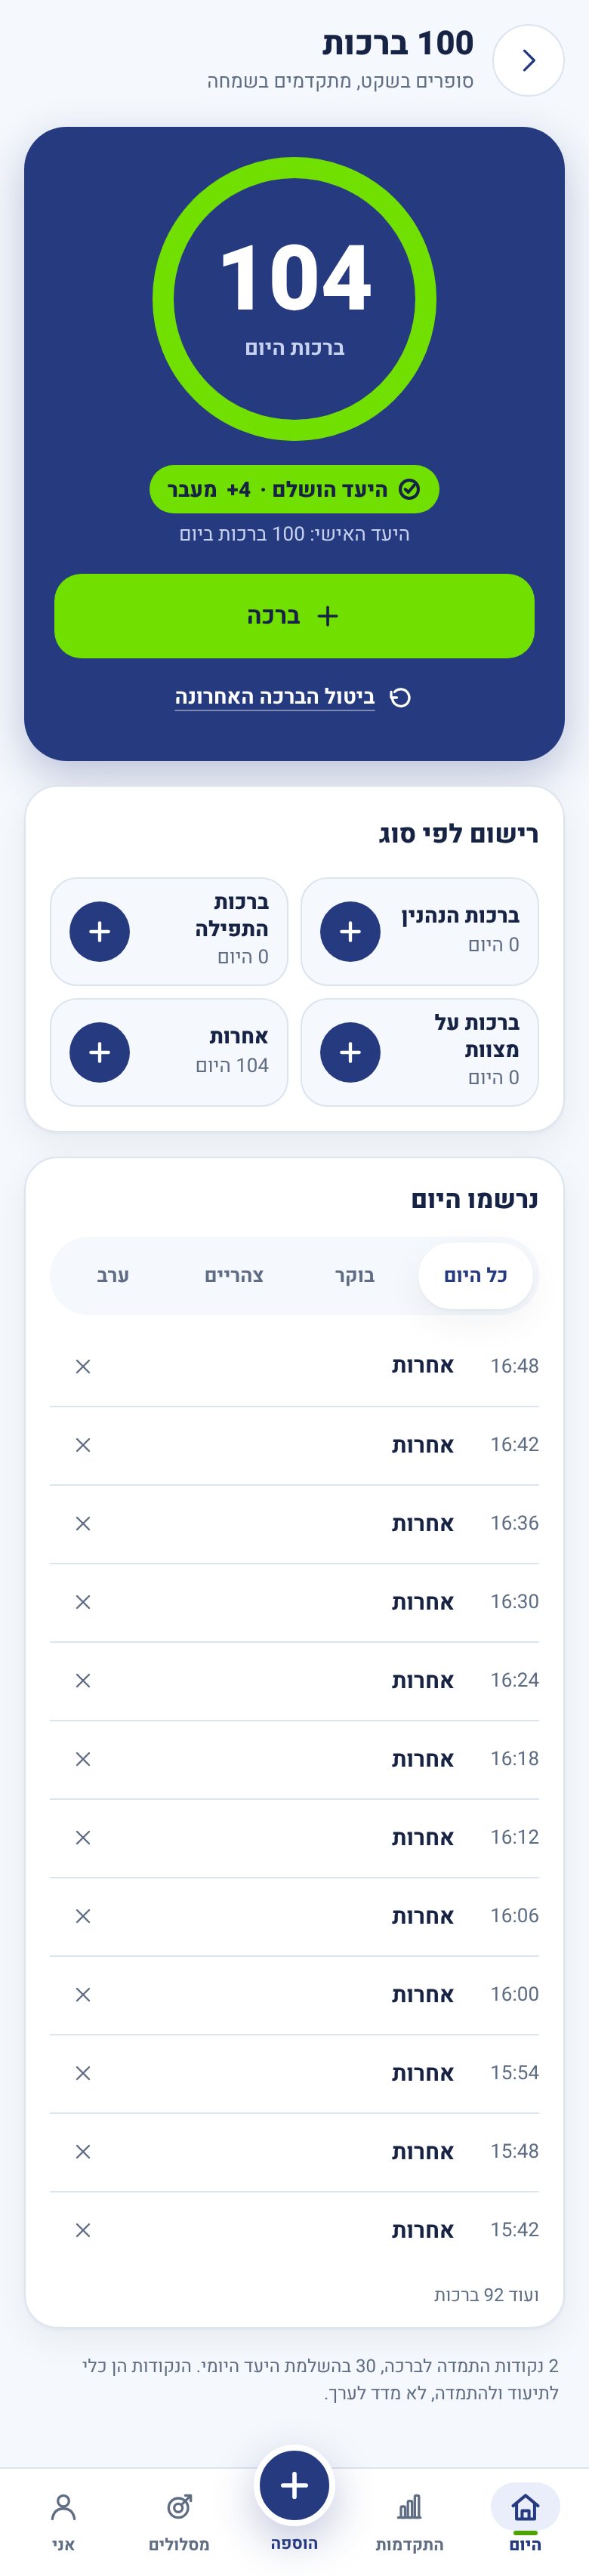 100 ברכות
סופרים בשקט, מתקדמים בשמחה
104
ברכות היום
היעד הושלם · 4+ מעבר
היעד האישי: 100 ברכות ביום
ברכה
ביטול הברכה האחרונה
רישום לפי סוג
ברכות הנהנין
0 היום
ברכות
התפילה
0 היום
ברכות על
מצוות
0 היום
אחרות
104 היום
נרשמו היום
כל היום בוקר צהריים ערב
16:48 אחרות
16:42 אחרות
16:36 אחרות
16:30 אחרות
16:24 אחרות
16:18 אחרות
16:12 אחרות
16:06 אחרות
16:00 אחרות
15:54 אחרות
15:48 אחרות
15:42 אחרות
ועוד 92 ברכות
2 נקודות התמדה לברכה, 30 בהשלמת היעד היומי. הנקודות הן כלי
לתיעוד ולהתמדה, לא מדד לערך.
היום התקדמות הוספה מסלולים אני